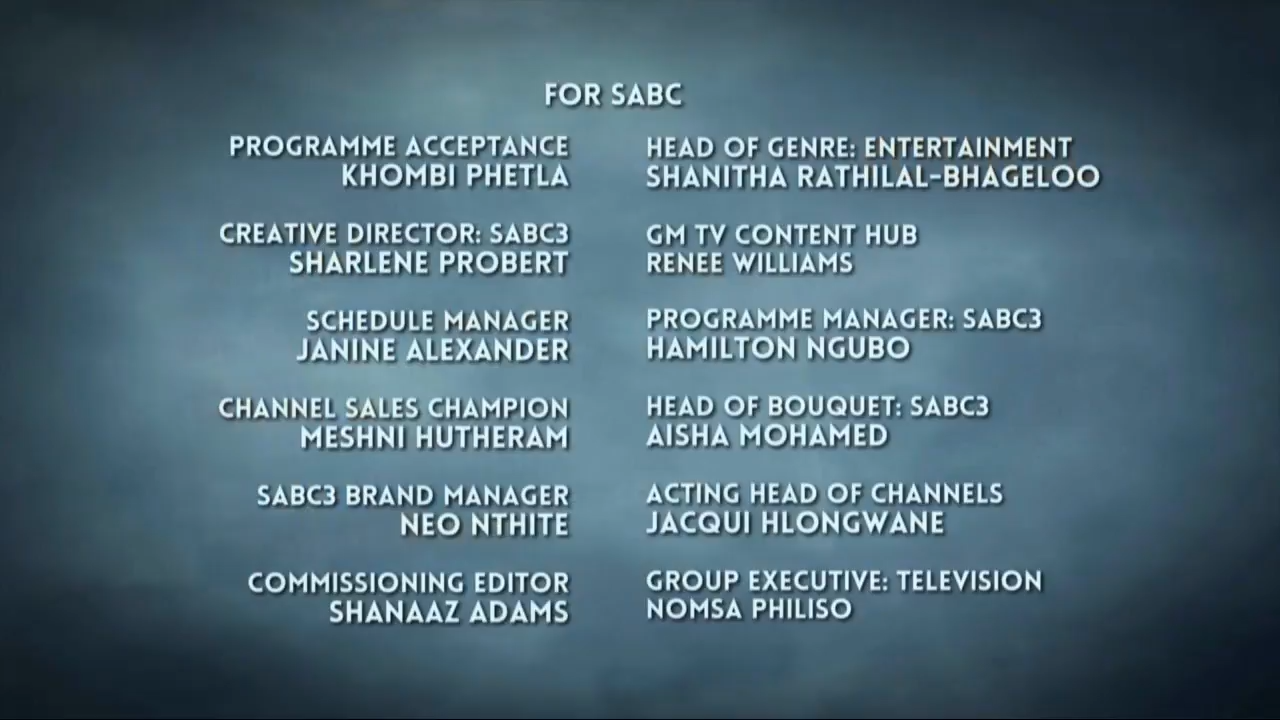 FOR SABC
PROGRAMME ACCEPTANCE
KHOMBI PHETLA
CREATIVE DIRECTOR: SABC3
SHARLENE PROBERT
SCHEDULE MANAGER
JANINE ALEXANDER
CHANNEL SALES CHAMPION
MESHNI HUTHERAM
SABC3 BRAND MANAGER
NEO NTHITE
COMMISSIONING EDITOR
SHANAAZ ADAMS
HEAD OF GENRE: ENTERTAINMENT
SHANITHA RATHILAL-BHAGELOO
GM TV CONTENT HUB
RENEE WILLIAMS
PROGRAMME MANAGER: SABC3
HAMILTON NGUBO
HEAD OF BOUQUET: SABC3
AISHA MOHAMED
ACTING HEAD OF CHANNELS
JACQUI HLONGWANE
GROUP EXECUTIVE: TELEVISION
NOMSA PHILISO